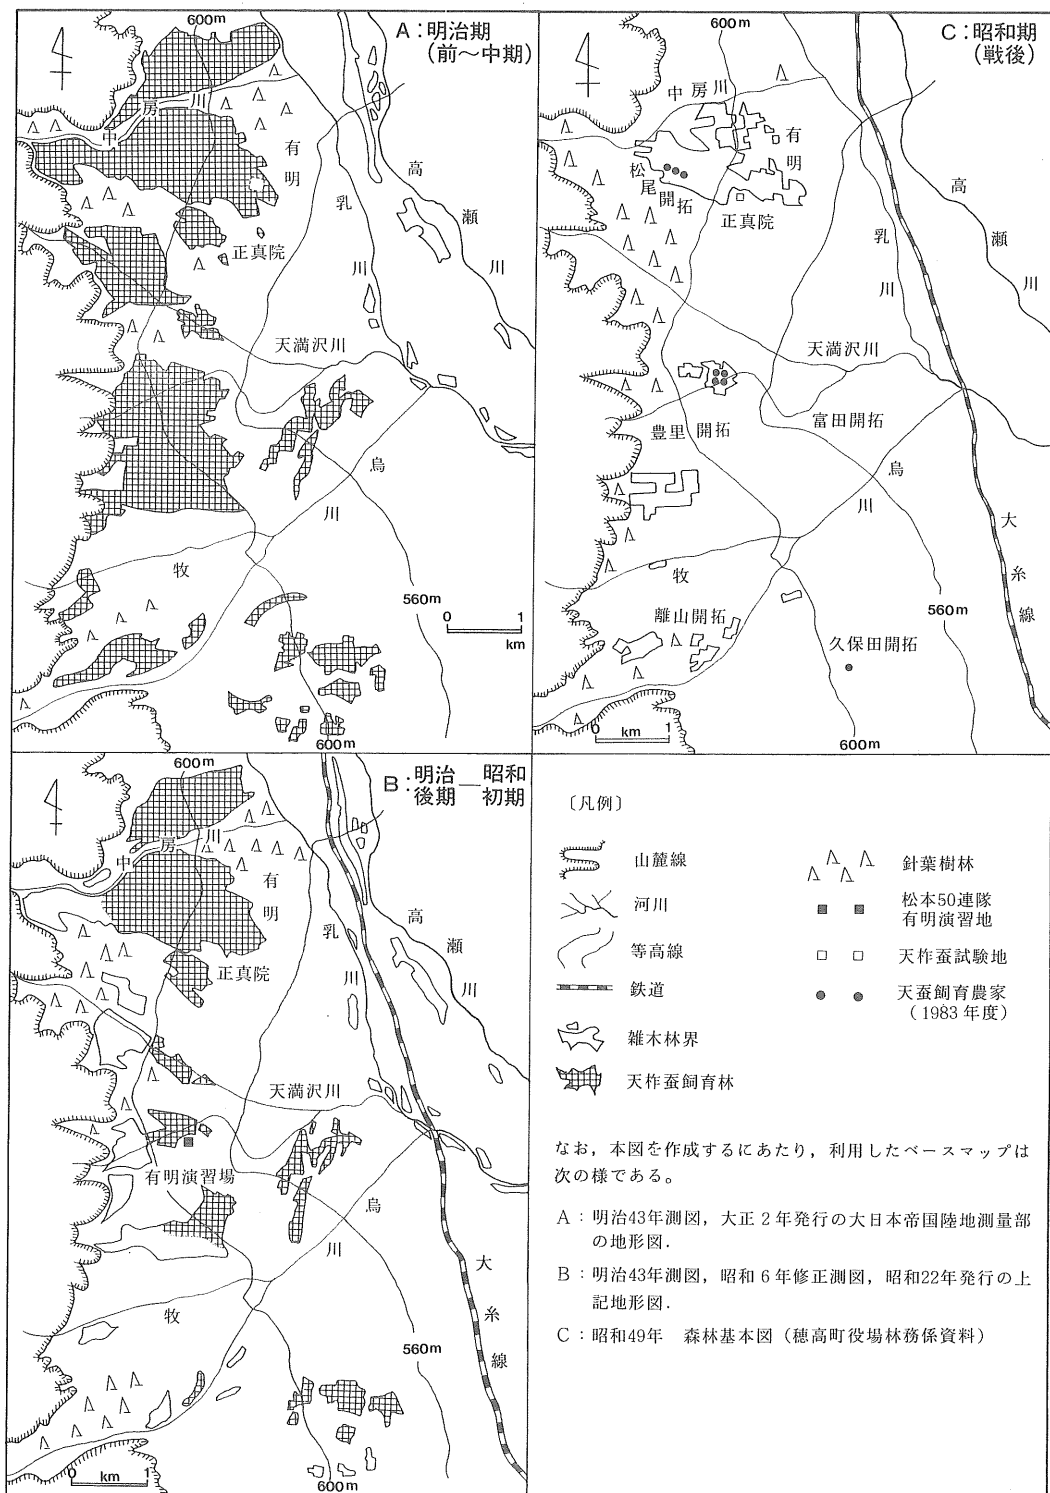 A：明治期
(前～中期)
600m
中房川
有明
高瀬川
乳川
正真院
天満沢川
烏川
牧
560m
0 1
km
600m
C：昭和期
(戦後)
600m
中房川
有明
松尾開拓
正真院
高瀬川
乳川
天満沢川
富田開拓
豊里開拓
烏川
大糸線
牧
離山開拓
560m
久保田開拓
0 km 1
600m
B：明治後期―昭和初期
600m
中房川
有明
高瀬川
乳川
正真院
天満沢川
有明演習場
烏川
大糸線
牧
560m
0 km 1
600m
〔凡例〕
山麓線
河川
等高線
鉄道
雑木林界
天柞蚕飼育林
針葉樹林
松本50連隊
有明演習地
天柞蚕試験地
天蚕飼育農家
(1983年度)
なお，本図を作成するにあたり，利用したベースマップは
次の様である。
A：明治43年測図，大正2年発行の大日本帝国陸地測量部
の地形図．
B：明治43年測図，昭和6年修正測図，昭和22年発行の上
記地形図．
C：昭和49年　森林基本図（穂高町役場林務係資料）